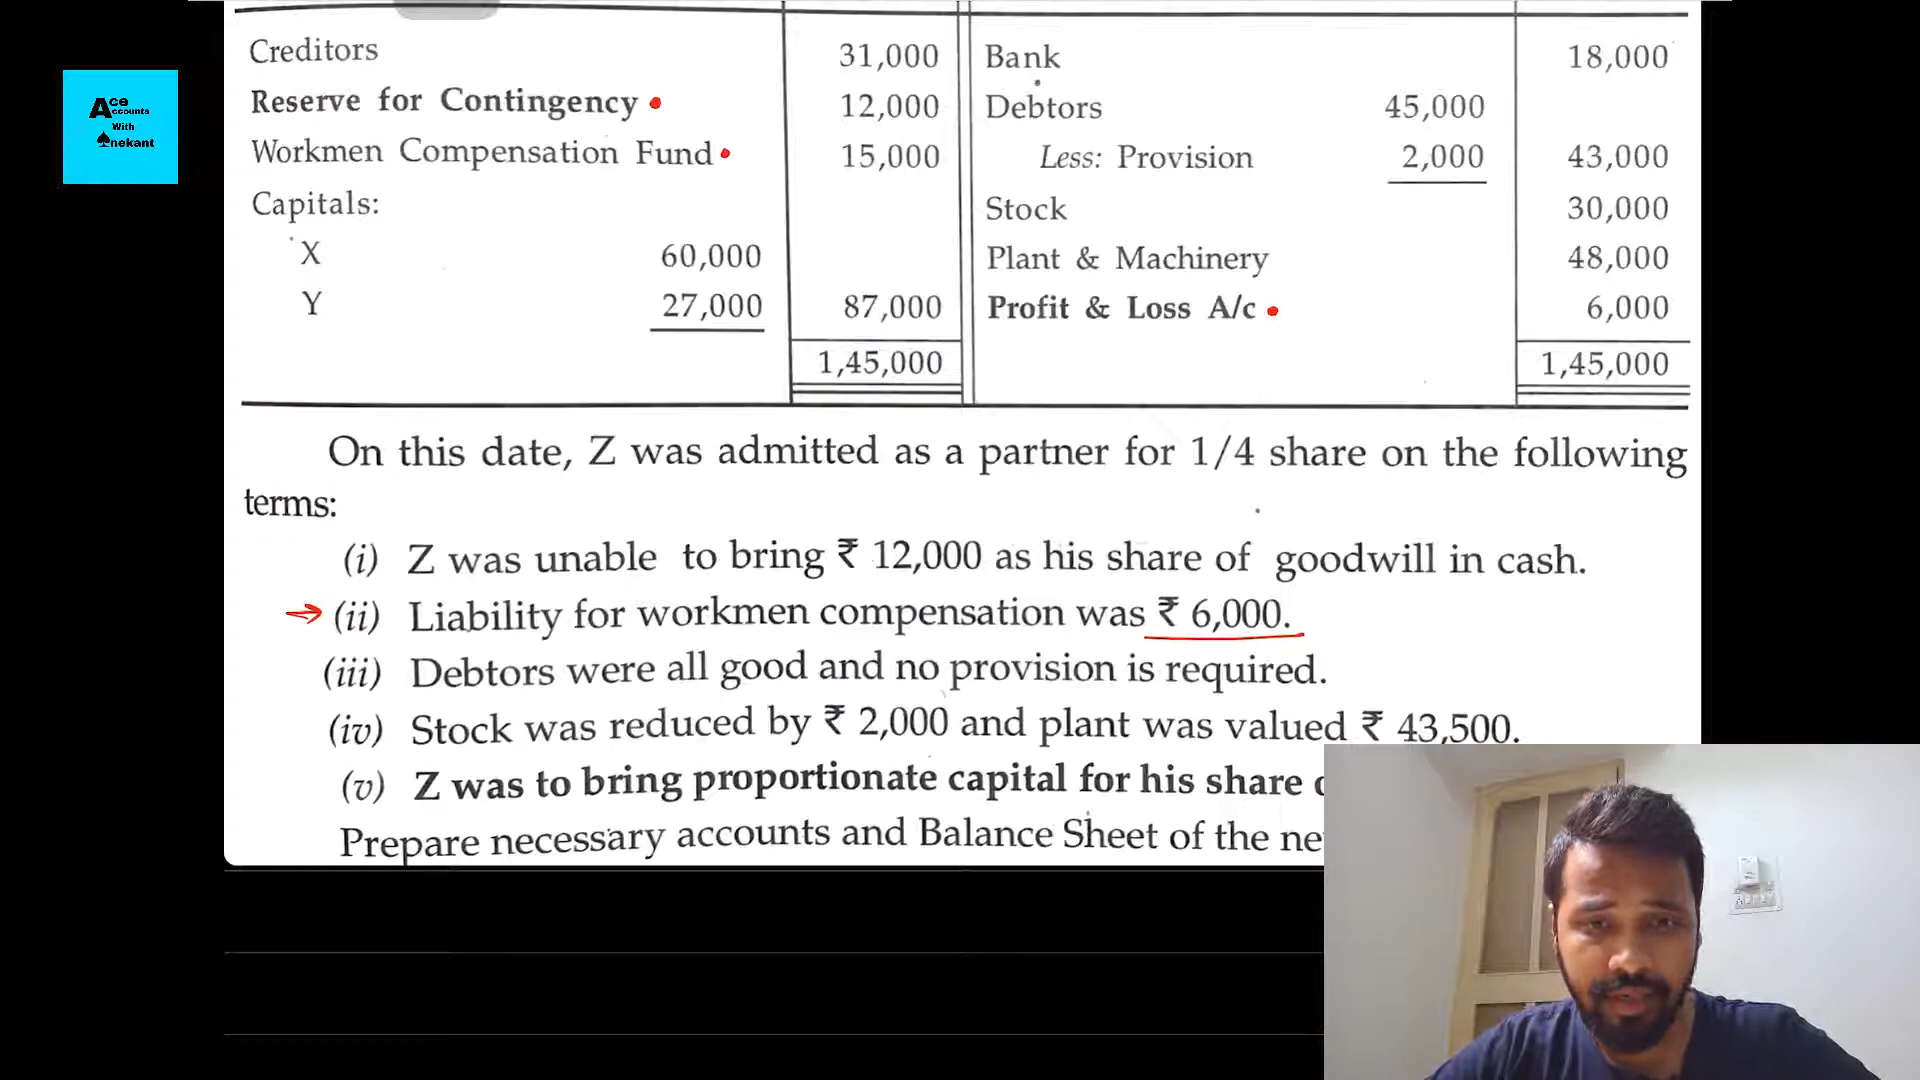 Ace
Accounts
With
Anekant
Creditors 31,000 Bank 18,000
Reserve for Contingency 12,000 Debtors 45,000
Workmen Compensation Fund 15,000 Less: Provision 2,000 43,000
Capitals: Stock 30,000
X 60,000 Plant & Machinery 48,000
Y 27,000 87,000 Profit & Loss A/c 6,000
1,45,000 1,45,000
On this date, Z was admitted as a partner for 1/4 share on the following
terms:
(i) Z was unable to bring ₹ 12,000 as his share of goodwill in cash.
(ii) Liability for workmen compensation was ₹ 6,000.
(iii) Debtors were all good and no provision is required.
(iv) Stock was reduced by ₹ 2,000 and plant was valued ₹ 43,500.
(v) Z was to bring proportionate capital for his share
Prepare necessary accounts and Balance Sheet of the